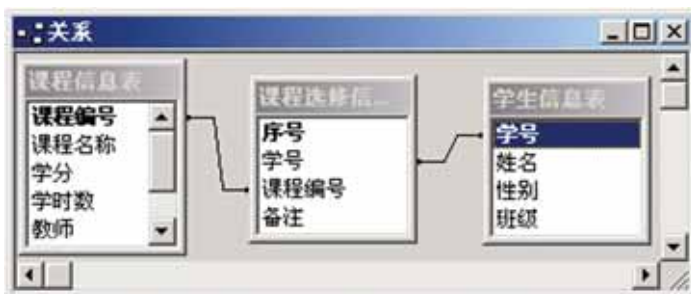 关系
课程信息表
课程编号
课程名称
学分
学时数
教师
课程选修信...
序号
学号
课程编号
备注
学生信息表
学号
姓名
性别
班级